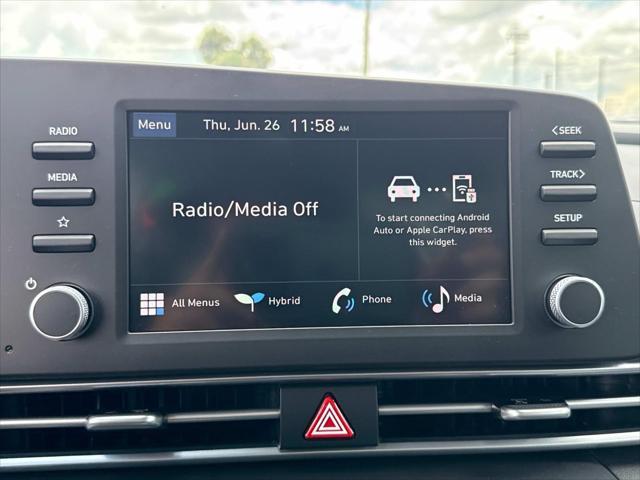 RADIO
MEDIA
Menu
Thu, Jun. 26 11:58 AM
Radio/Media Off
To start connecting Android
Auto or Apple CarPlay, press
this widget.
All Menus
Hybrid
Phone
Media
<SEEK
TRACK>
SETUP